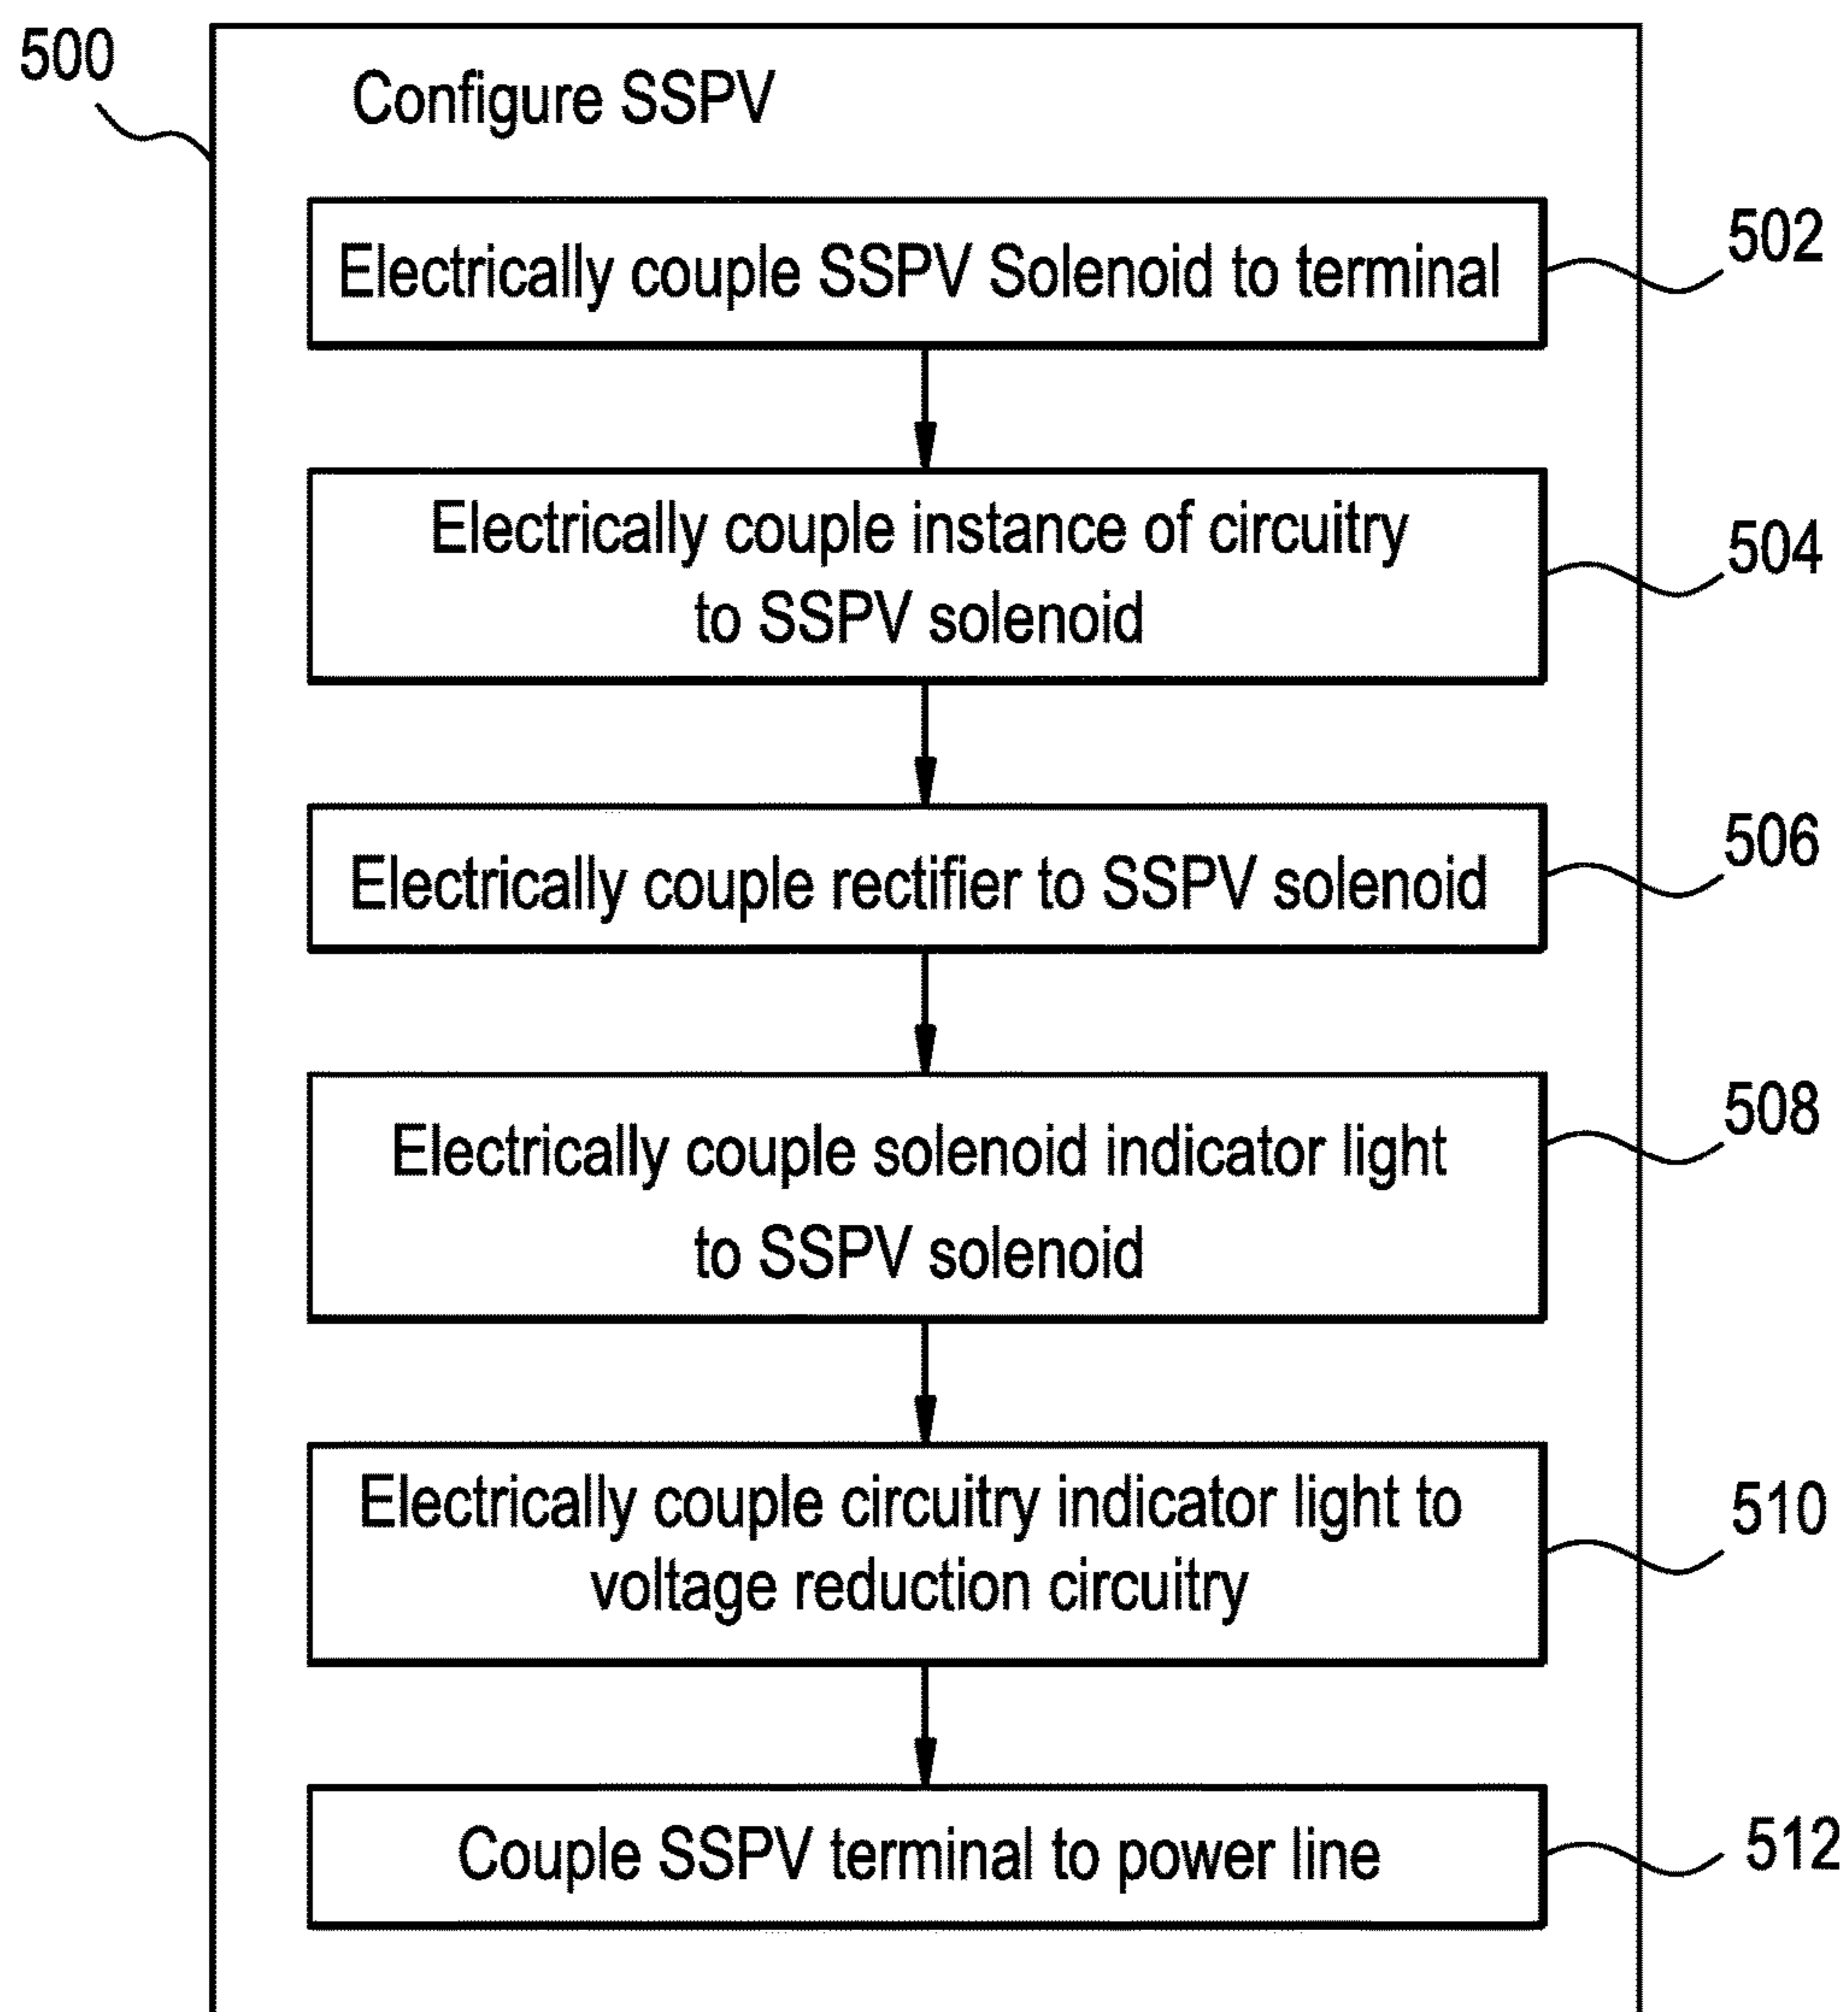 500
Configure SSPV
Electrically couple SSPV Solenoid to terminal
502
Electrically couple instance of circuitry
to SSPV solenoid
504
Electrically couple rectifier to SSPV solenoid
506
Electrically couple solenoid indicator light
to SSPV solenoid
508
Electrically couple circuitry indicator light to
voltage reduction circuitry
510
Couple SSPV terminal to power line
512